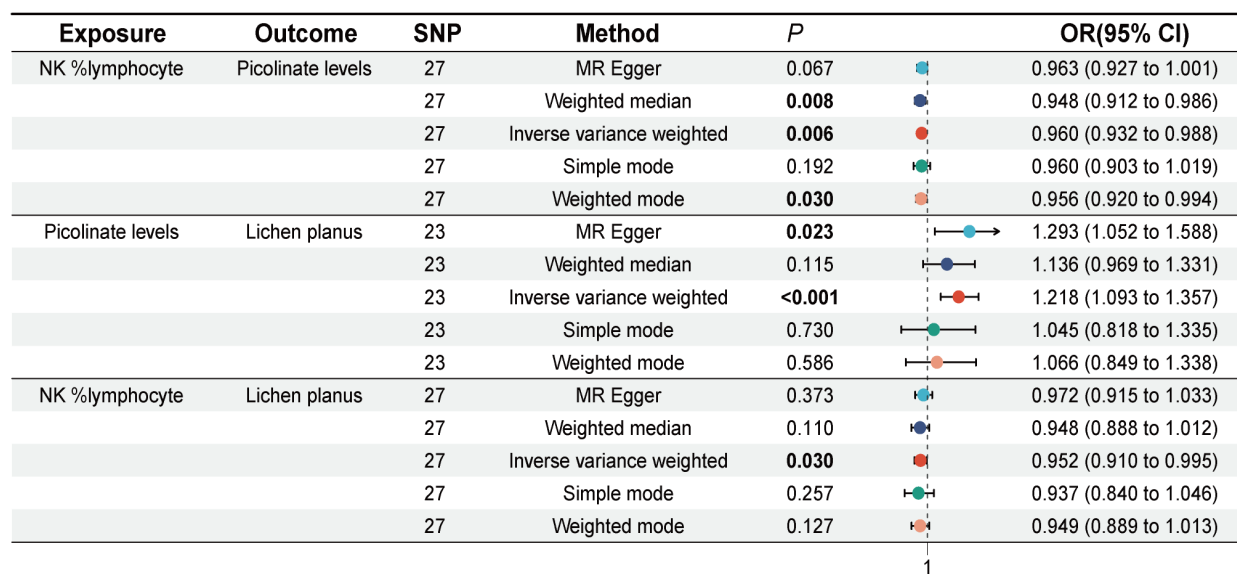 Exposure Outcome SNP Method P OR(95% CI)
NK %lymphocyte Picolinate levels 27 MR Egger 0.067 0.963 (0.927 to 1.001)
27 Weighted median 0.008 0.948 (0.912 to 0.986)
27 Inverse variance weighted 0.006 0.960 (0.932 to 0.988)
27 Simple mode 0.192 0.960 (0.903 to 1.019)
27 Weighted mode 0.030 0.956 (0.920 to 0.994)
Picolinate levels Lichen planus 23 MR Egger 0.023 1.293 (1.052 to 1.588)
23 Weighted median 0.115 1.136 (0.969 to 1.331)
23 Inverse variance weighted <0.001 1.218 (1.093 to 1.357)
23 Simple mode 0.730 1.045 (0.818 to 1.335)
23 Weighted mode 0.586 1.066 (0.849 to 1.338)
NK %lymphocyte Lichen planus 27 MR Egger 0.373 0.972 (0.915 to 1.033)
27 Weighted median 0.110 0.948 (0.888 to 1.012)
27 Inverse variance weighted 0.030 0.952 (0.910 to 0.995)
27 Simple mode 0.257 0.937 (0.840 to 1.046)
27 Weighted mode 0.127 0.949 (0.889 to 1.013)
1